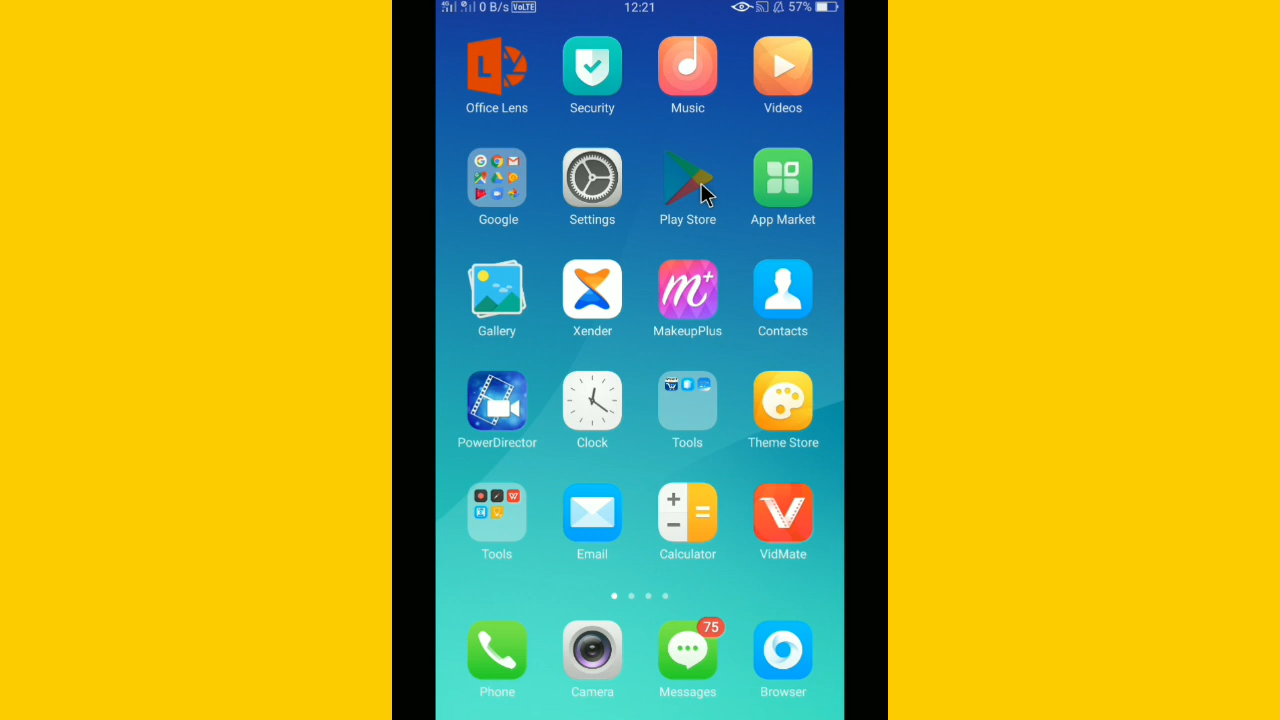 4G 0 B/s VoLTE 12:21 57%
Office Lens Security Music Videos
Google Settings Play Store App Market
Gallery Xender MakeupPlus Contacts
PowerDirector Clock Tools Theme Store
Tools Email Calculator VidMate
75
Phone Camera Messages Browser